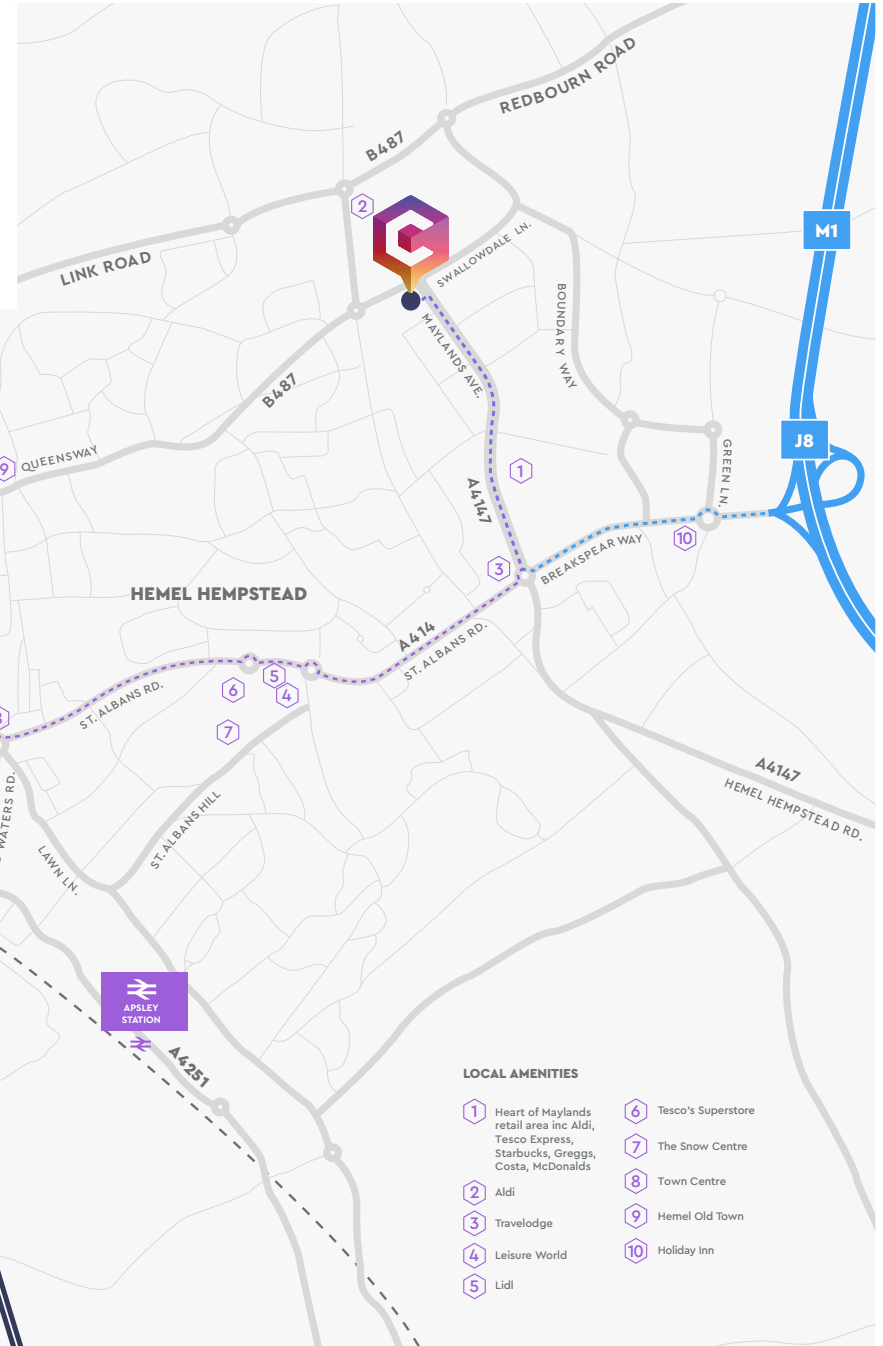 REDBOURN ROAD
B487
2
M1
LINK ROAD
SWALLOWDALE LN.
MAYLANDS AVE.
BOUNDARY WAY
B487
J8
9
QUEENSWAY
1
GREEN LN.
A4147
10
BREAKSPEAR WAY
3
HEMEL HEMPSTEAD
A414
ST. ALBANS RD.
5
6
4
ST. ALBANS RD.
7
A4147
HEMEL HEMPSTEAD RD.
WATERS RD.
ST. ALBANS HILL
LAWN LN.
APSLEY
STATION
A4251
LOCAL AMENITIES
1 Heart of Maylands
retail area inc Aldi,
Tesco Express,
Starbucks, Greggs,
Costa, McDonalds
2 Aldi
3 Travelodge
4 Leisure World
5 Lidl
6 Tesco's Superstore
7 The Snow Centre
8 Town Centre
9 Hemel Old Town
10 Holiday Inn